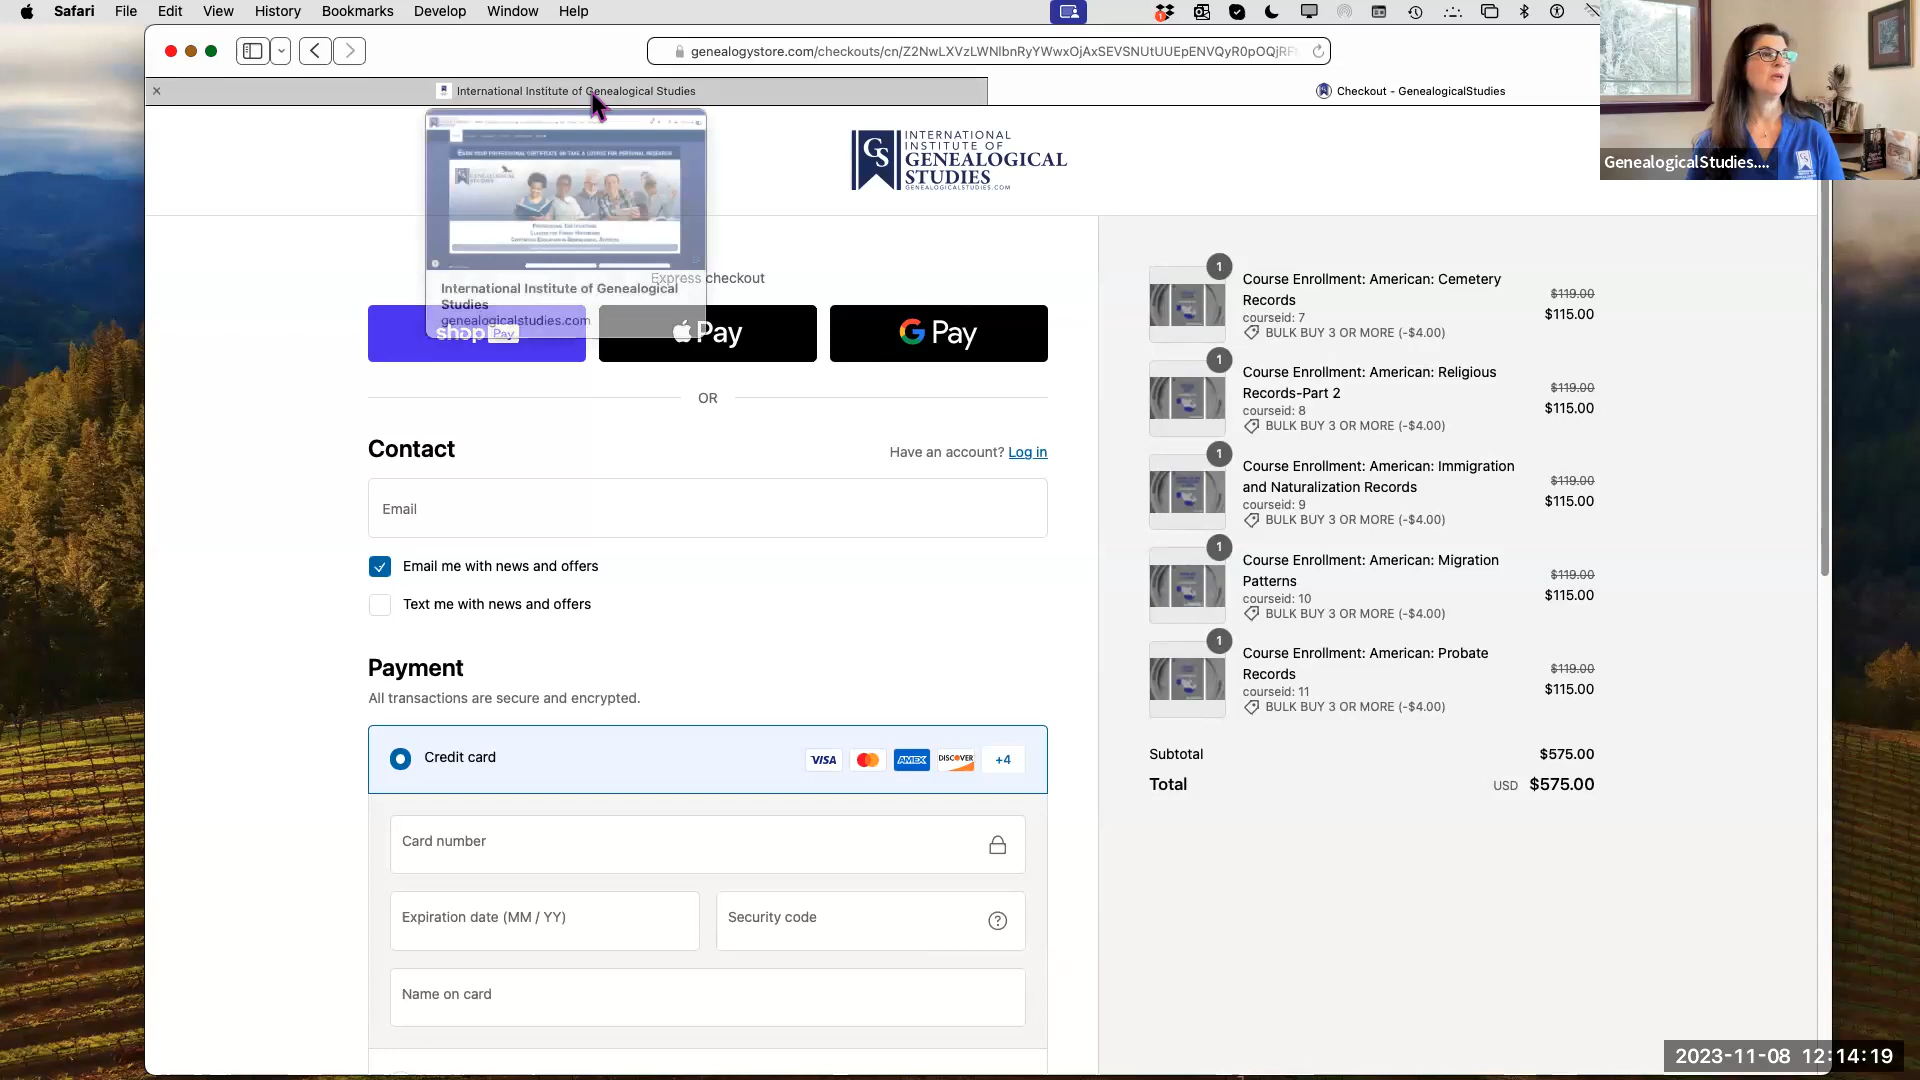 Safari File Edit View History Bookmarks Develop Window Help
genealogystore.com/checkouts/cn/Z2NwLXVzLWNlbnRyYWwxOjAxSEVSNUtUUEpENVQyR0pOQjRF
International Institute of Genealogical Studies
Checkout - GenealogicalStudies
GenealogicalStudies....
INTERNATIONAL
INSTITUTE OF
GENEALOGICAL
STUDIES
GENEALOGICALSTUDIES.COM
International Institute of Genealogical
Studies
genealogicalstudies.com
Express checkout
shop Pay
Pay
G Pay
OR
Contact
Have an account? Log in
Email
Email me with news and offers
Text me with news and offers
Payment
All transactions are secure and encrypted.
Credit card
VISA
AMEX
DISCOVER
+4
Card number
Expiration date (MM / YY)
Security code
Name on card
1
Course Enrollment: American: Cemetery
Records
courseid: 7
BULK BUY 3 OR MORE (-$4.00)
$119.00
$115.00
1
Course Enrollment: American: Religious
Records-Part 2
courseid: 8
BULK BUY 3 OR MORE (-$4.00)
$119.00
$115.00
1
Course Enrollment: American: Immigration
and Naturalization Records
courseid: 9
BULK BUY 3 OR MORE (-$4.00)
$119.00
$115.00
1
Course Enrollment: American: Migration
Patterns
courseid: 10
BULK BUY 3 OR MORE (-$4.00)
$119.00
$115.00
1
Course Enrollment: American: Probate
Records
courseid: 11
BULK BUY 3 OR MORE (-$4.00)
$119.00
$115.00
Subtotal $575.00
Total USD $575.00
2023-11-08 12:14:19